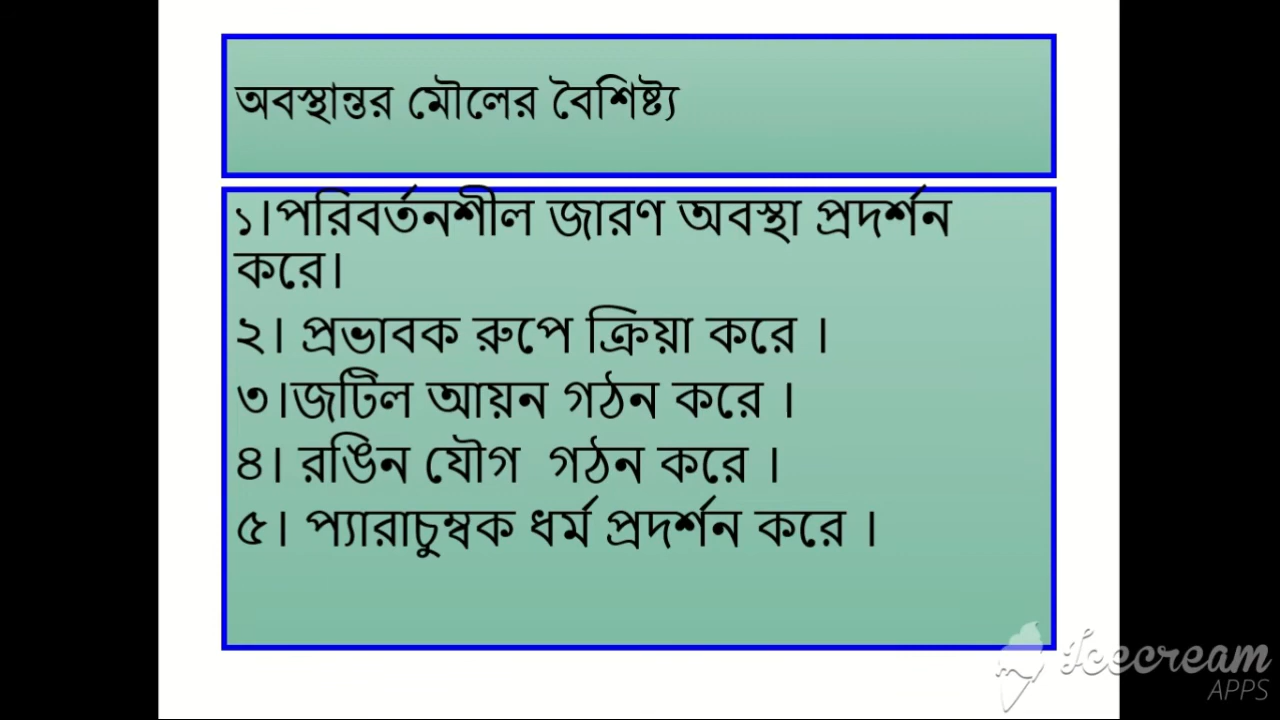 অবস্থান্তর মৌলের বৈশিষ্ট্য
১।পরিবর্তনশীল জারণ অবস্থা প্রদর্শন
করে।
২। প্রভাবক রুপে ক্রিয়া করে ।
৩।জটিল আয়ন গঠন করে ।
৪। রঙিন যৌগ গঠন করে ।
৫। প্যারাচুম্বক ধর্ম প্রদর্শন করে ।
Icecream
APPS